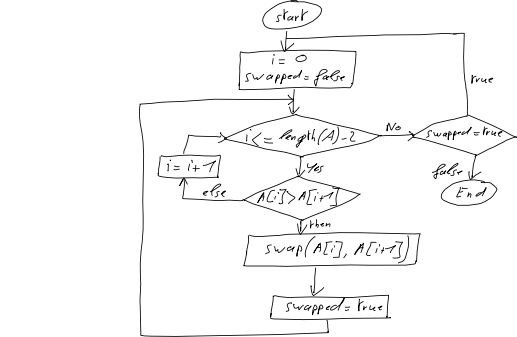 start
i = 0
swapped=false
true
i<=length(A)-2
No
swapped=true
Yes
i=i+1
false
else
A[i]>A[i+1]
End
then
swap(A[i], A[i+1])
swapped=true